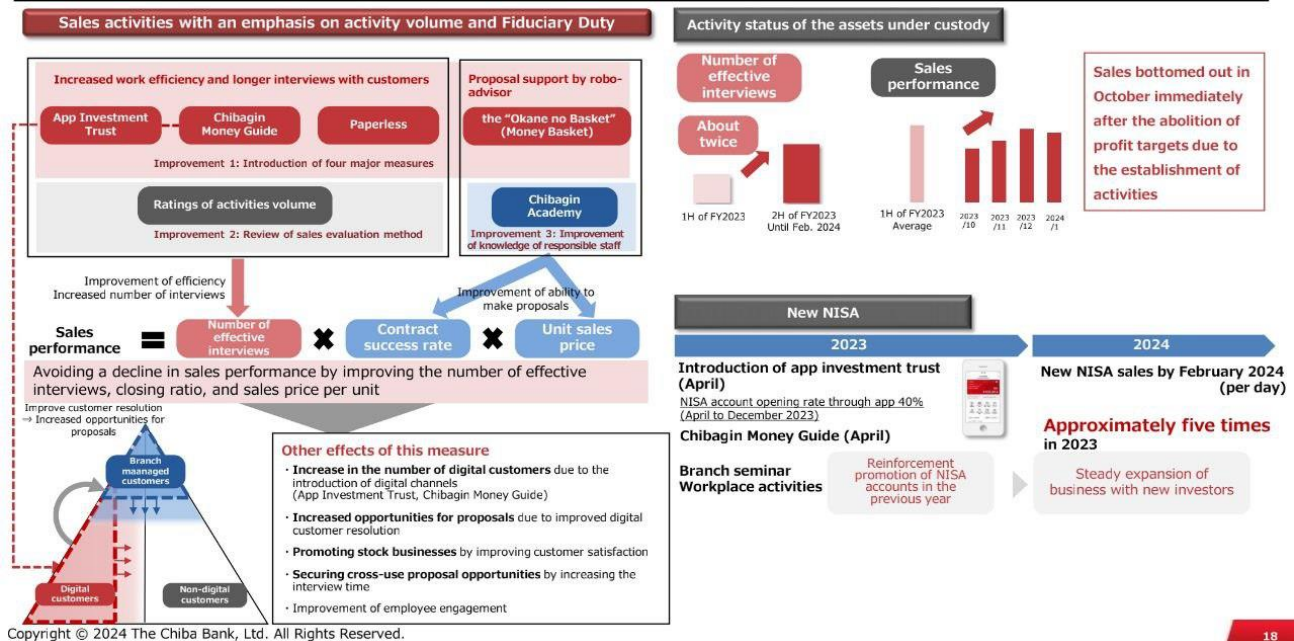 Sales activities with an emphasis on activity volume and Fiduciary Duty
Increased work efficiency and longer interviews with customers
App Investment
Trust
Chibagin
Money Guide
Paperless
Improvement 1: Introduction of four major measures
Proposal support by robo-
advisor
the “Okane no Basket”
(Money Basket)
Ratings of activities volume
Improvement 2: Review of sales evaluation method
Chibagin
Academy
Improvement 3: Improvement
of knowledge of responsible staff
Improvement of efficiency
Increased number of interviews
Improvement of ability to
make proposals
Sales
performance
=
Number of
effective
interviews
×
Contract
success rate
×
Unit sales
price
Avoiding a decline in sales performance by improving the number of effective
interviews, closing ratio, and sales price per unit
Improve customer resolution
→ Increased opportunities for
proposals
Branch
maanaged
customers
Digital
customers
Non-digital
customers
Other effects of this measure
· Increase in the number of digital customers due to the
introduction of digital channels
(App Investment Trust, Chibagin Money Guide)
· Increased opportunities for proposals due to improved digital
customer resolution
· Promoting stock businesses by improving customer satisfaction
· Securing cross-use proposal opportunities by increasing the
interview time
· Improvement of employee engagement
Activity status of the assets under custody
Number of
effective
interviews
About
twice
1H of FY2023
2H of FY2023
Until Feb. 2024
Sales
performance
1H of FY2023
Average
2023
/10
2023
/11
2023
/12
2024
/1
Sales bottomed out in
October immediately
after the abolition of
profit targets due to
the establishment of
activities
New NISA
2023
2024
Introduction of app investment trust
(April)
NISA account opening rate through app 40%
(April to December 2023)
Chibagin Money Guide (April)
Branch seminar
Workplace activities
Reinforcement
promotion of NISA
accounts in the
previous year
New NISA sales by February 2024
(per day)
Approximately five times
in 2023
Steady expansion of
business with new investors
Copyright © 2024 The Chiba Bank, Ltd. All Rights Reserved.
18